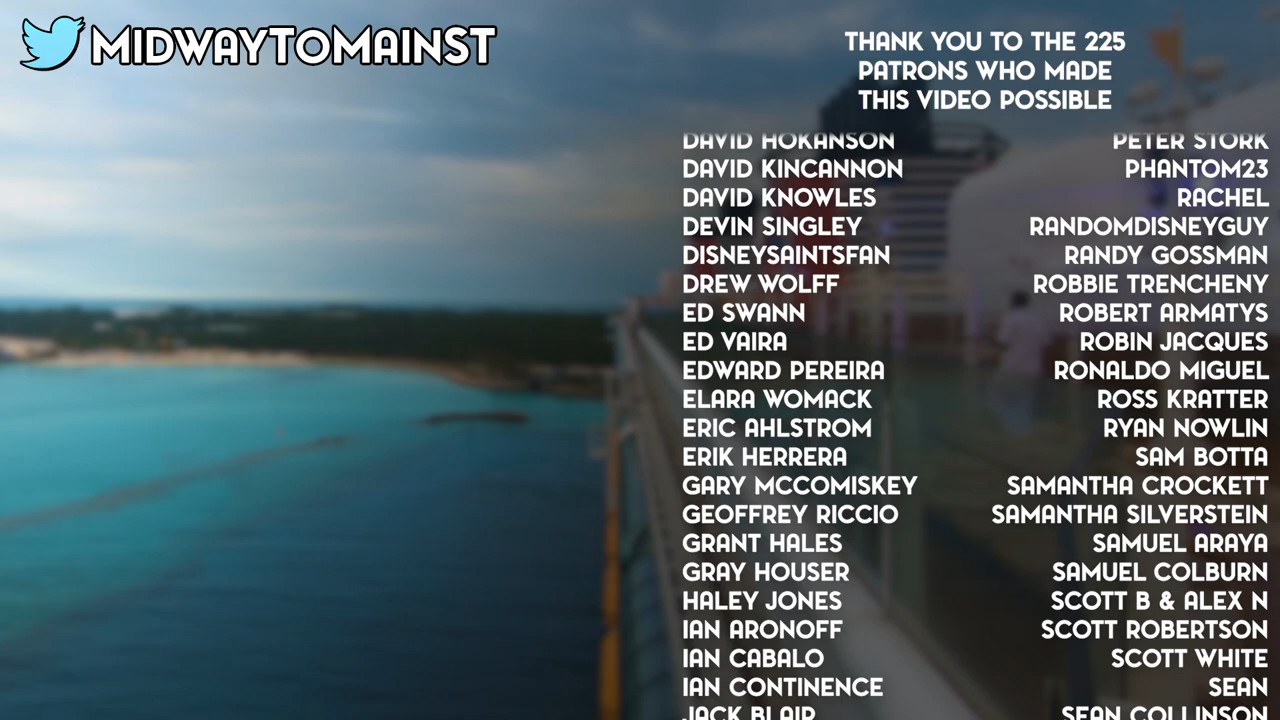 MIDWAYTOMAINST
THANK YOU TO THE 225
PATRONS WHO MADE
THIS VIDEO POSSIBLE
DAVID HOKANSON
DAVID KINCANNON
DAVID KNOWLES
DEVIN SINGLEY
DISNEYSAINTSFAN
DREW WOLFF
ED SWANN
ED VAIRA
EDWARD PEREIRA
ELARA WOMACK
ERIC AHLSTROM
ERIK HERRERA
GARY MCCOMISKEY
GEOFFREY RICCIO
GRANT HALES
GRAY HOUSER
HALEY JONES
IAN ARONOFF
IAN CABALO
IAN CONTINENCE
JACK BLAIR
PETER STORK
PHANTOM23
RACHEL
RANDOMDISNEYGUY
RANDY GOSSMAN
ROBBIE TRENCHENY
ROBERT ARMATYS
ROBIN JACQUES
RONALDO MIGUEL
ROSS KRATTER
RYAN NOWLIN
SAM BOTTA
SAMANTHA CROCKETT
SAMANTHA SILVERSTEIN
SAMUEL ARAYA
SAMUEL COLBURN
SCOTT B & ALEX N
SCOTT ROBERTSON
SCOTT WHITE
SEAN
SEAN COLLINSON